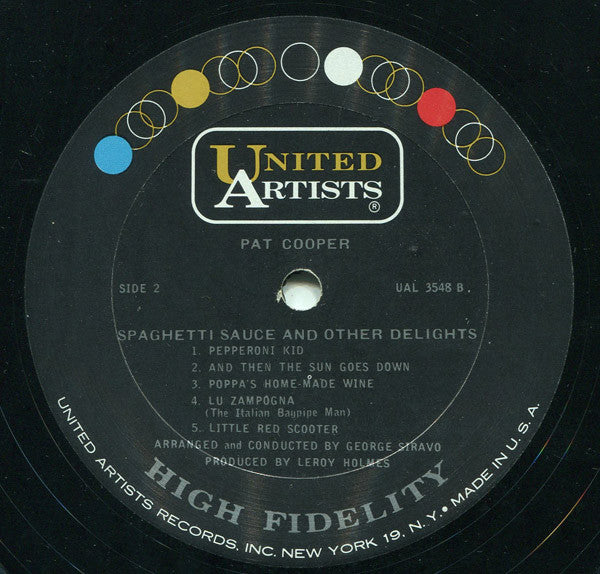 UNITED
ARTISTS ®
PAT COOPER
SIDE 2
UAL 3548 B
SPAGHETTI SAUCE AND OTHER DELIGHTS
1. PEPPERONI KID
2. AND THEN THE SUN GOES DOWN
3. POPPA'S HOME-MADE WINE
4. LU ZAMPOGNA
(The Italian Bagpipe Man)
5. LITTLE RED SCOOTER
ARRANGED and CONDUCTED BY GEORGE SIRAVO
PRODUCED BY LEROY HOLMES
HIGH FIDELITY
UNITED ARTISTS RECORDS, INC. NEW YORK 19, N.Y. • MADE IN U.S.A.